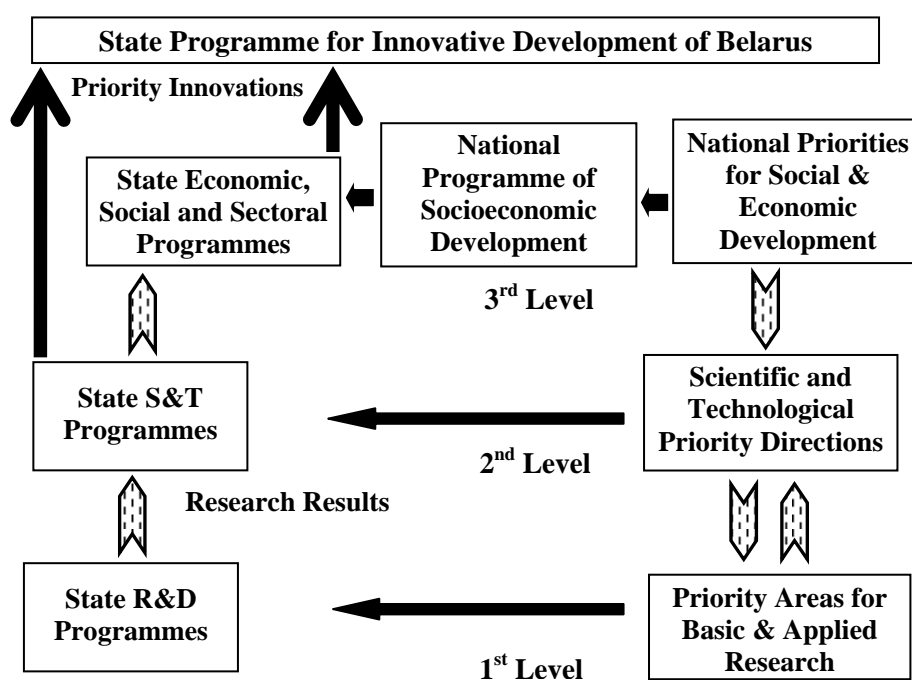 State Programme for Innovative Development of Belarus
Priority Innovations
State Economic,
Social and Sectoral
Programmes
National
Programme of
Socioeconomic
Development
National Priorities
for Social &
Economic
Development
3rd Level
State S&T
Programmes
Scientific and
Technological
Priority Directions
2nd Level
Research Results
State R&D
Programmes
Priority Areas for
Basic & Applied
Research
1st Level